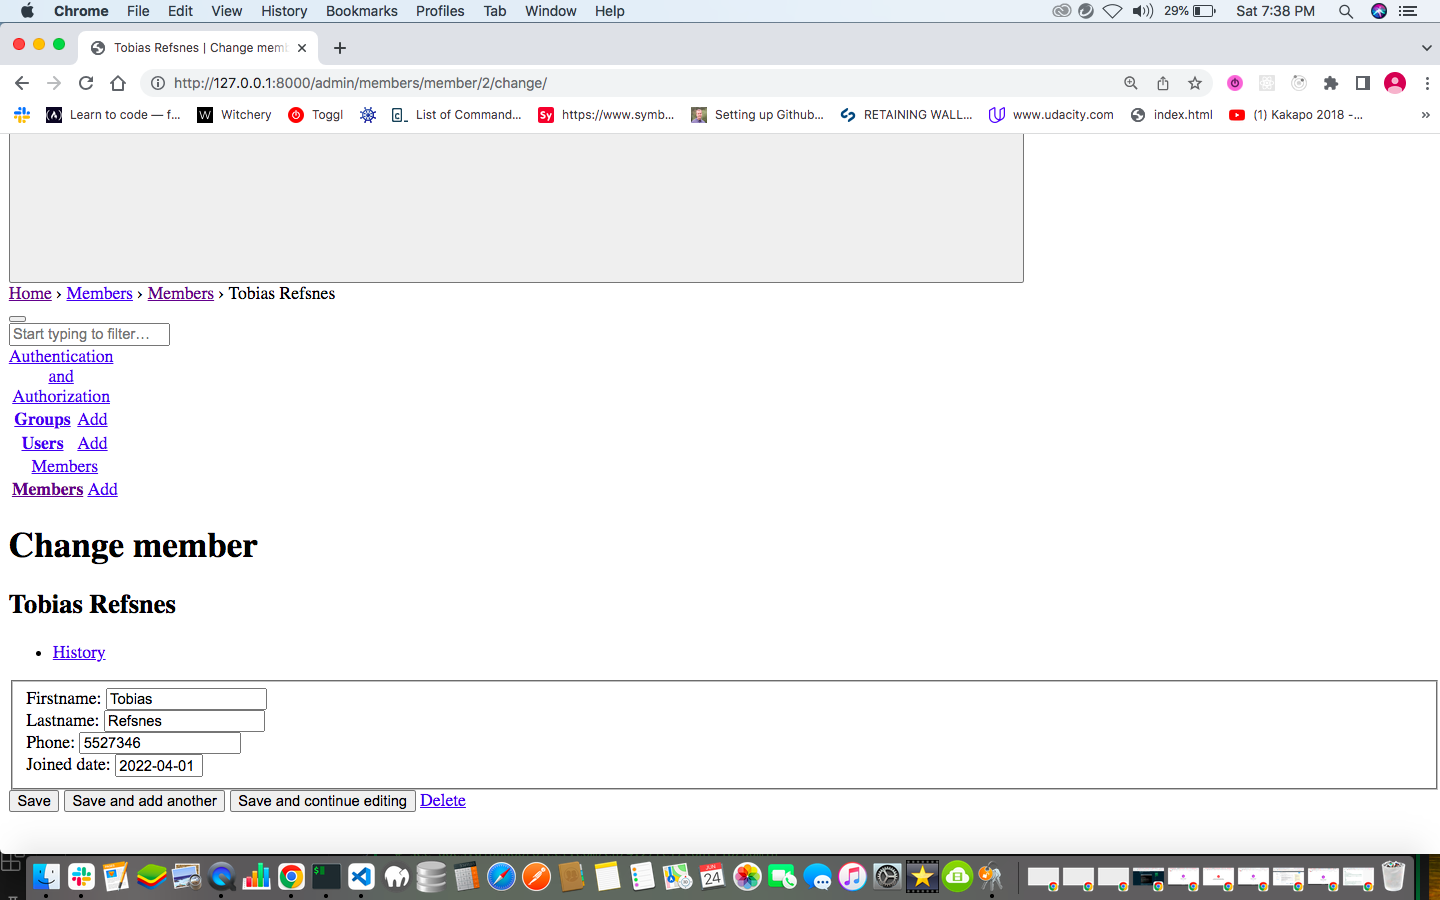 Chrome File Edit View History Bookmarks Profiles Tab Window Help 29% Sat 7:38 PM
Tobias Refsnes | Change mem
http://127.0.0.1:8000/admin/members/member/2/change/
Learn to code — f... W Witchery Toggl List of Command... Sy https://www.symb... Setting up Github... RETAINING WALL... www.udacity.com index.html (1) Kakapo 2018 -... »
Home › Members › Members › Tobias Refsnes
Start typing to filter...
Authentication
and
Authorization
Groups Add
Users Add
Members
Members Add
Change member
Tobias Refsnes
• History
Firstname: Tobias
Lastname: Refsnes
Phone: 5527346
Joined date: 2022-04-01
Save Save and add another Save and continue editing Delete
JUN
24